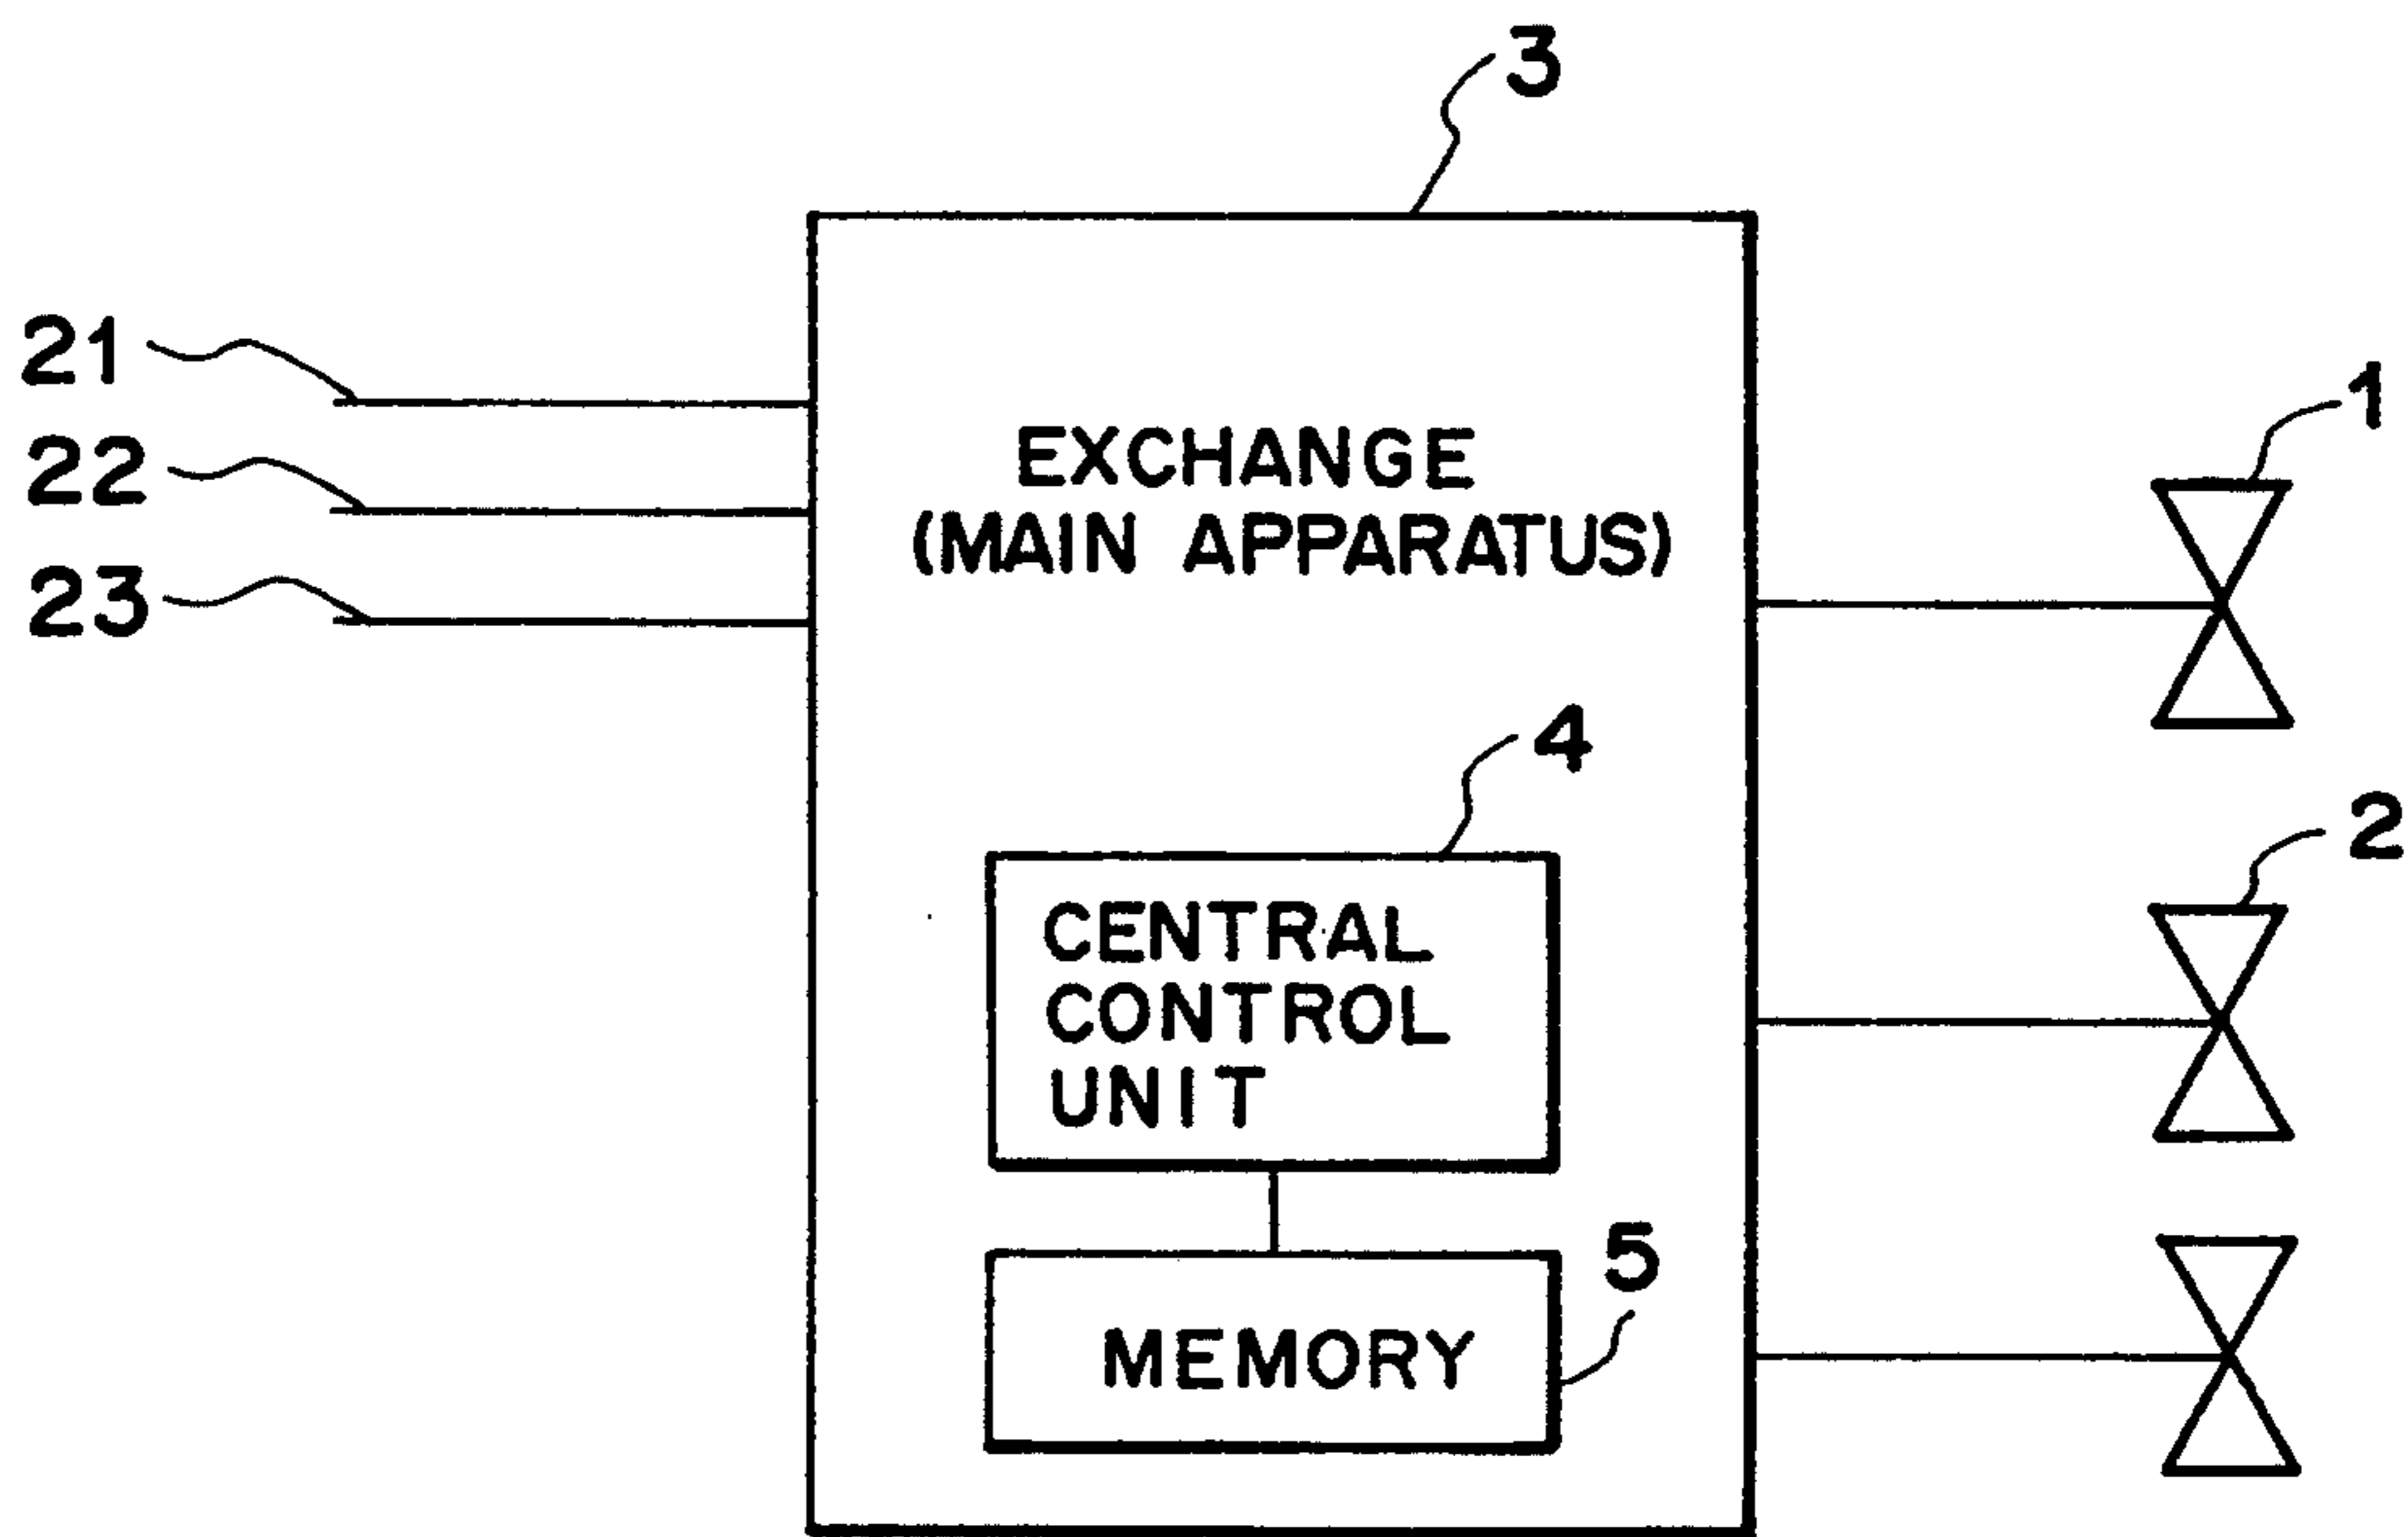 3
21
22
23
EXCHANGE
(MAIN APPARATUS)
1
4
CENTRAL
CONTROL
UNIT
2
5
MEMORY